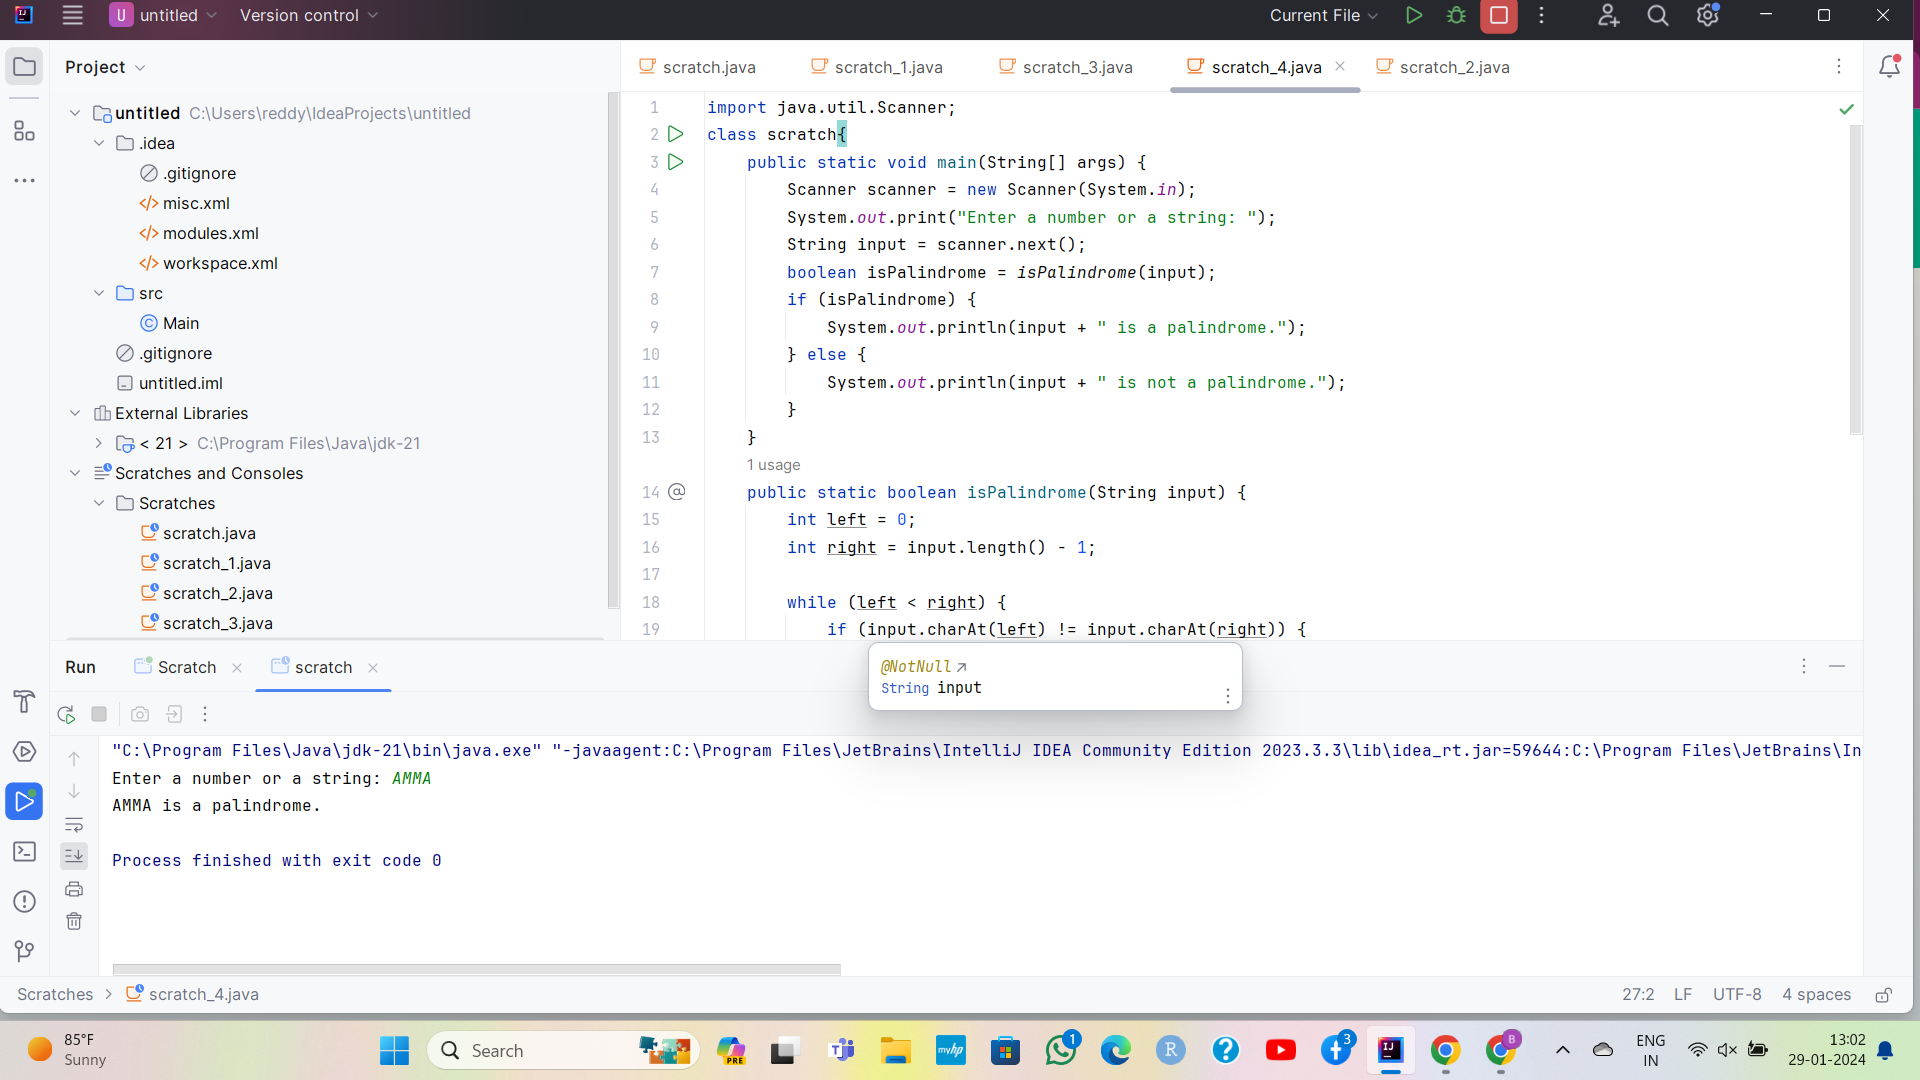 U untitled Version control Current File
Project
untitled C:\Users\reddy\IdeaProjects\untitled
.idea
.gitignore
misc.xml
modules.xml
workspace.xml
src
Main
.gitignore
untitled.iml
External Libraries
< 21 > C:\Program Files\Java\jdk-21
Scratches and Consoles
Scratches
scratch.java
scratch_1.java
scratch_2.java
scratch_3.java
scratch.java scratch_1.java scratch_3.java scratch_4.java scratch_2.java
1 import java.util.Scanner;
2 class scratch{
3 public static void main(String[] args) {
4 Scanner scanner = new Scanner(System.in);
5 System.out.print("Enter a number or a string: ");
6 String input = scanner.next();
7 boolean isPalindrome = isPalindrome(input);
8 if (isPalindrome) {
9 System.out.println(input + " is a palindrome.");
10 } else {
11 System.out.println(input + " is not a palindrome.");
12 }
13 }
1 usage
14 @ public static boolean isPalindrome(String input) {
15 int left = 0;
16 int right = input.length() - 1;
17
18 while (left < right) {
19 if (input.charAt(left) != input.charAt(right)) {
@NotNull
String input
Run Scratch scratch
"C:\Program Files\Java\jdk-21\bin\java.exe" "-javaagent:C:\Program Files\JetBrains\IntelliJ IDEA Community Edition 2023.3.3\lib\idea_rt.jar=59644:C:\Program Files\JetBrains\In
Enter a number or a string: AMMA
AMMA is a palindrome.
Process finished with exit code 0
Scratches > scratch_4.java 27:2 LF UTF-8 4 spaces
85°F
Sunny
Search
PRE
myhp
1
R
3
B
ENG
IN
13:02
29-01-2024